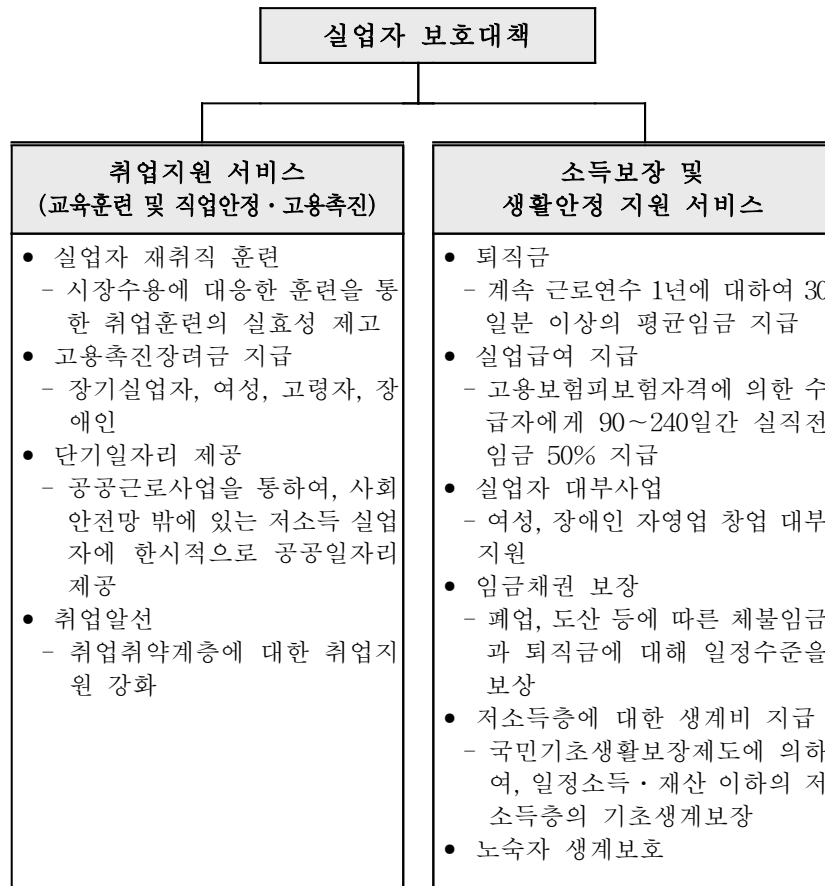 실업자 보호대책
취업지원 서비스
(교육훈련 및 직업안정·고용촉진)
• 실업자 재취직 훈련
- 시장수용에 대응한 훈련을 통
한 취업훈련의 실효성 제고
• 고용촉진장려금 지급
- 장기실업자, 여성, 고령자, 장
애인
• 단기일자리 제공
- 공공근로사업을 통하여, 사회
안전망 밖에 있는 저소득 실업
자에 한시적으로 공공일자리
제공
• 취업알선
- 취업취약계층에 대한 취업지
원 강화
소득보장 및
생활안정 지원 서비스
• 퇴직금
- 계속 근로연수 1년에 대하여 30
일분 이상의 평균임금 지급
• 실업급여 지급
- 고용보험피보험자격에 의한 수
급자에게 90~240일간 실직전
임금 50% 지급
• 실업자 대부사업
- 여성, 장애인 자영업 창업 대부
지원
• 임금채권 보장
- 폐업, 도산 등에 따른 체불임금
과 퇴직금에 대해 일정수준을
보상
• 저소득층에 대한 생계비 지급
- 국민기초생활보장제도에 의하
여, 일정소득·재산 이하의 저
소득층의 기초생계보장
• 노숙자 생계보호